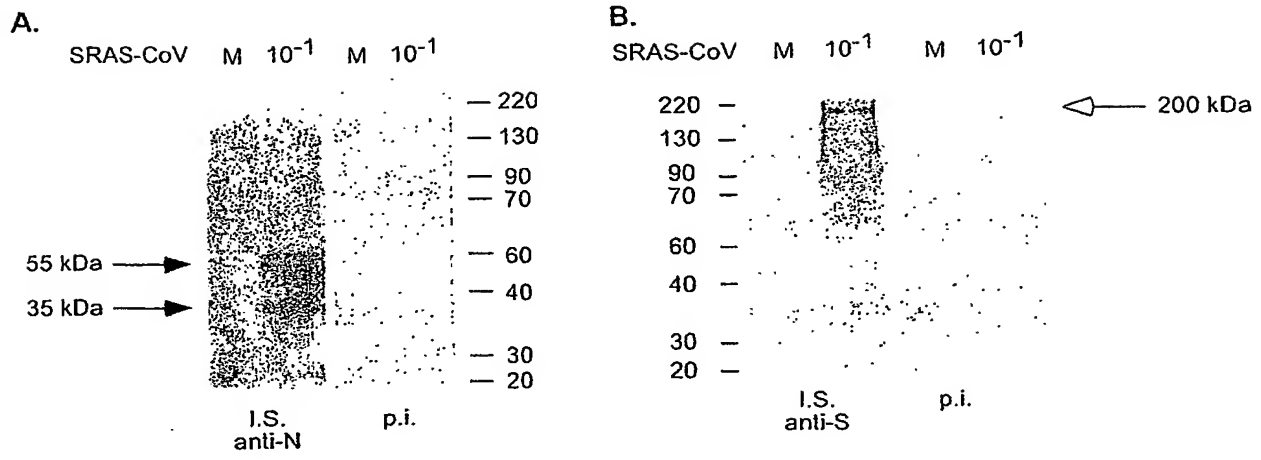 A.
SRAS-CoV M 10⁻¹ M 10⁻¹
220
130
90
70
60
40
30
20
55 kDa
35 kDa
I.S.
anti-N
p.i.
B.
SRAS-CoV M 10⁻¹ M 10⁻¹
220
130
90
70
60
40
30
20
200 kDa
I.S.
anti-S
p.i.